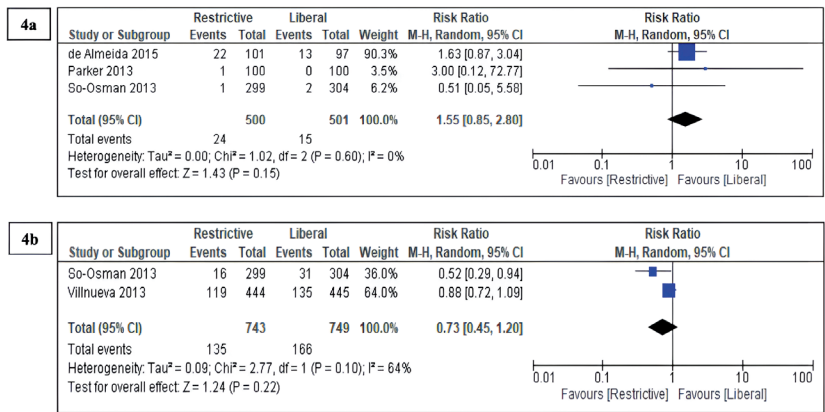 4a
Restrictive Liberal Risk Ratio Risk Ratio
Study or Subgroup Events Total Events Total Weight M-H, Random, 95% CI M-H, Random, 95% CI
de Almeida 2015 22 101 13 97 90.3% 1.63 [0.87, 3.04]
Parker 2013 1 100 0 100 3.5% 3.00 [0.12, 72.77]
So-Osman 2013 1 299 2 304 6.2% 0.51 [0.05, 5.58]
Total (95% CI) 500 501 100.0% 1.55 [0.85, 2.80]
Total events 24 15
Heterogeneity: Tau² = 0.00; Chi² = 1.02, df = 2 (P = 0.60); I² = 0%
Test for overall effect: Z = 1.43 (P = 0.15)
0.01 0.1 1 10 100
Favours [Restrictive] Favours [Liberal]
4b
Restrictive Liberal Risk Ratio Risk Ratio
Study or Subgroup Events Total Events Total Weight M-H, Random, 95% CI M-H, Random, 95% CI
So-Osman 2013 16 299 31 304 36.0% 0.52 [0.29, 0.94]
Villnueva 2013 119 444 135 445 64.0% 0.88 [0.72, 1.09]
Total (95% CI) 743 749 100.0% 0.73 [0.45, 1.20]
Total events 135 166
Heterogeneity: Tau² = 0.09; Chi² = 2.77, df = 1 (P = 0.10); I² = 64%
Test for overall effect: Z = 1.24 (P = 0.22)
0.01 0.1 1 10 100
Favours [Restrictive] Favours [Liberal]